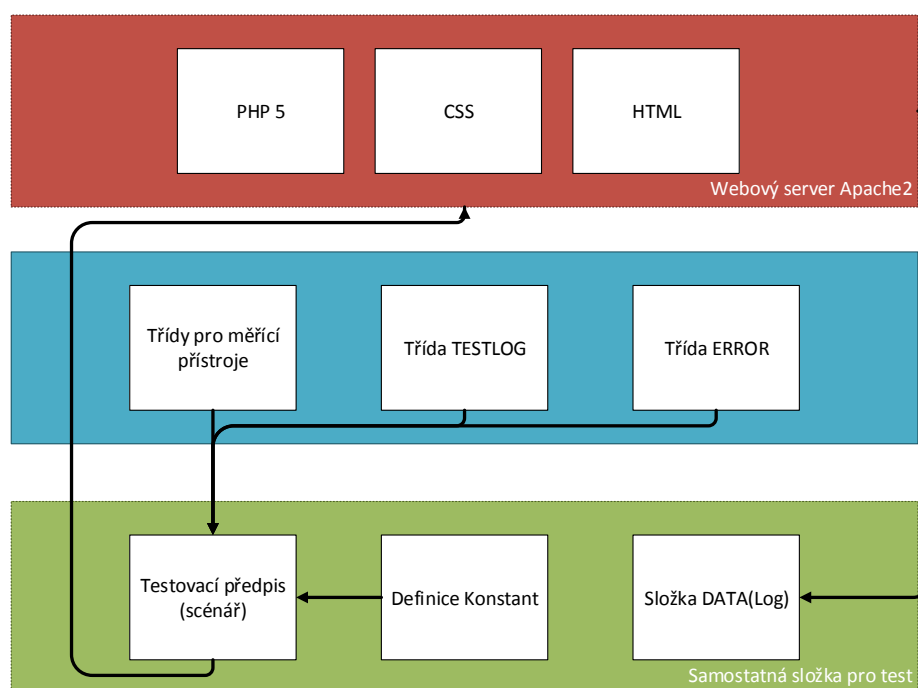 PHP 5
CSS
HTML
Webový server Apache2
Třídy pro měřící
přístroje
Třída TESTLOG
Třída ERROR
Testovací předpis
(scénář)
Definice Konstant
Složka DATA(Log)
Samostatná složka pro test